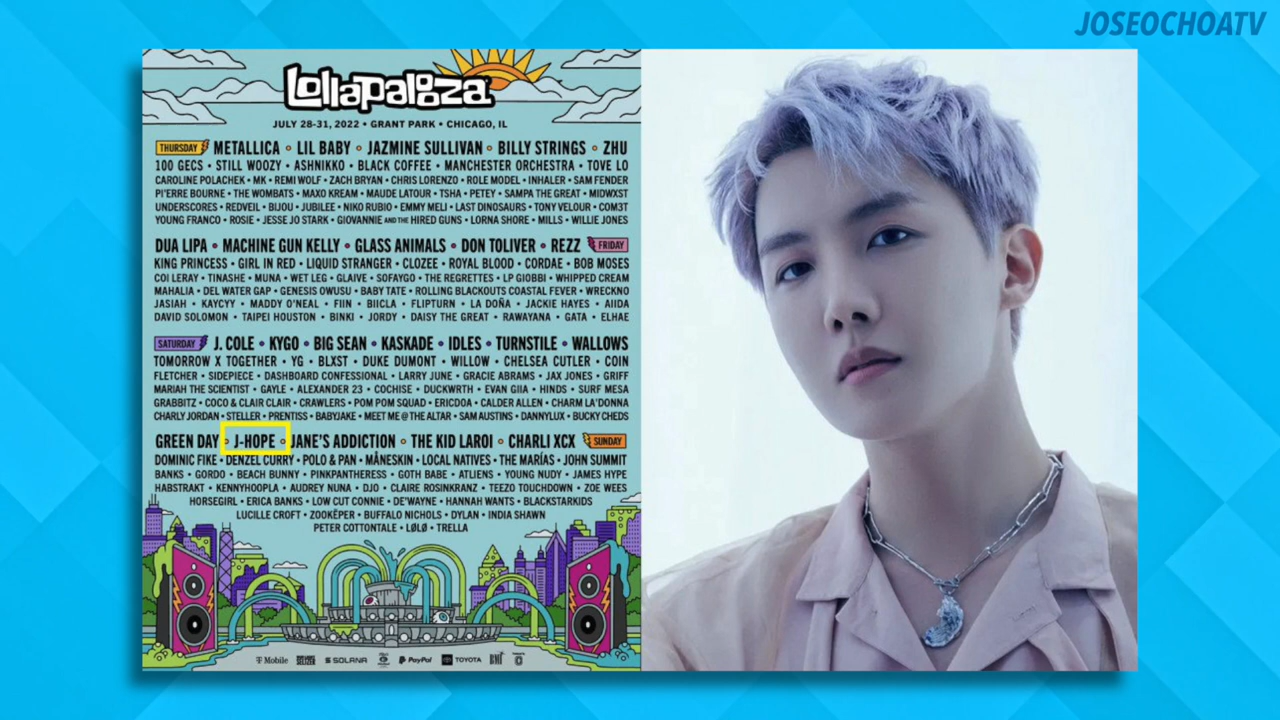 JOSEOCHOATV
Lollapalooza
JULY 28-31, 2022 • GRANT PARK • CHICAGO, IL
THURSDAY METALLICA • LIL BABY • JAZMINE SULLIVAN • BILLY STRINGS • ZHU
100 GECS • STILL WOOZY • ASHNIKKO • BLACK COFFEE • MANCHESTER ORCHESTRA • TOVE LO
CAROLINE POLACHEK • MK • REMI WOLF • ZACH BRYAN • CHRIS LORENZO • ROLE MODEL • INHALER • SAM FENDER
PI'ERRE BOURNE • THE WOMBATS • MAXO KREAM • MAUDE LATOUR • TSHA • PETEY • SAMPA THE GREAT • MIDWXST
UNDERSCORES • REDVEIL • BIJOU • JUBILEE • NIKO RUBIO • EMMY MELI • LAST DINOSAURS • TONY VELOUR • COM3T
YOUNG FRANCO • ROSIE • JESSE JO STARK • GIOVANNIE AND THE HIRED GUNS • LORNA SHORE • MILLS • WILLIE JONES
DUA LIPA • MACHINE GUN KELLY • GLASS ANIMALS • DON TOLIVER • REZZ FRIDAY
KING PRINCESS • GIRL IN RED • LIQUID STRANGER • CLOZEE • ROYAL BLOOD • CORDAE • BOB MOSES
COI LERAY • TINASHE • MUNA • WET LEG • GLAIVE • SOFAYGO • THE REGRETTES • LP GIOBBI • WHIPPED CREAM
MAHALIA • DEL WATER GAP • GENESIS OWUSU • BABY TATE • ROLLING BLACKOUTS COASTAL FEVER • WRECKNO
JASIAH • KAYCYY • MADDY O'NEAL • FIIN • BIICLA • FLIPTURN • LA DOÑA • JACKIE HAYES • AIIDA
DAVID SOLOMON • TAIPEI HOUSTON • BINKI • JORDY • DAISY THE GREAT • RAWAYANA • GATA • ELHAE
SATURDAY J. COLE • KYGO • BIG SEAN • KASKADE • IDLES • TURNSTILE • WALLOWS
TOMORROW X TOGETHER • YG • BLXST • DUKE DUMONT • WILLOW • CHELSEA CUTLER • COIN
FLETCHER • SIDEPIECE • DASHBOARD CONFESSIONAL • LARRY JUNE • GRACIE ABRAMS • JAX JONES • GRIFF
MARIAH THE SCIENTIST • GAYLE • ALEXANDER 23 • COCHISE • DUCKWRTH • EVAN GIIA • HINDS • SURF MESA
GRABBITZ • COCO & CLAIR CLAIR • CRAWLERS • POM POM SQUAD • ERICDOA • CALDER ALLEN • CHARM LA'DONNA
CHARLY JORDAN • STELLER • PRENTISS • BABYJAKE • MEET ME @ THE ALTAR • SAM AUSTINS • DANNYLUX • BUCKY CHEDS
GREEN DAY • J-HOPE • JANE'S ADDICTION • THE KID LAROI • CHARLI XCX SUNDAY
DOMINIC FIKE • DENZEL CURRY • POLO & PAN • MÅNESKIN • LOCAL NATIVES • THE MARÍAS • JOHN SUMMIT
BANKS • GORDO • BEACH BUNNY • PINKPANTHERESS • GOTH BABE • ATLIENS • YOUNG NUDY • JAMES HYPE
HABSTRAKT • KENNYHOOPLA • AUDREY NUNA • DJO • CLAIRE ROSINKRANZ • TEEZO TOUCHDOWN • ZOE WEES
HORSEGIRL • ERICA BANKS • LOW CUT CONNIE • DE'WAYNE • HANNAH WANTS • BLACKSTARKIDS
LUCILLE CROFT • ZOOKËPER • BUFFALO NICHOLS • DYLAN • INDIA SHAWN
PETER COTTONTALE • LØLØ • TRELLA
T Mobile SOLANA PayPal TOYOTA